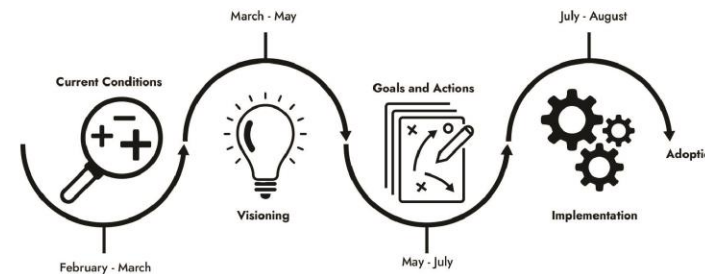 March - May
July - August
Current Conditions
Goals and Actions
Visioning
Implementation
February - March
May - July